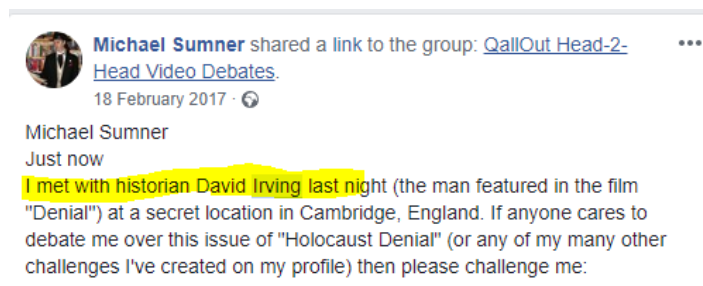 Michael Sumner shared a link to the group: QallOut Head-2-
Head Video Debates.
18 February 2017 ·
Michael Sumner
Just now
I met with historian David Irving last night (the man featured in the film
"Denial") at a secret location in Cambridge, England. If anyone cares to
debate me over this issue of "Holocaust Denial" (or any of my many other
challenges I've created on my profile) then please challenge me: